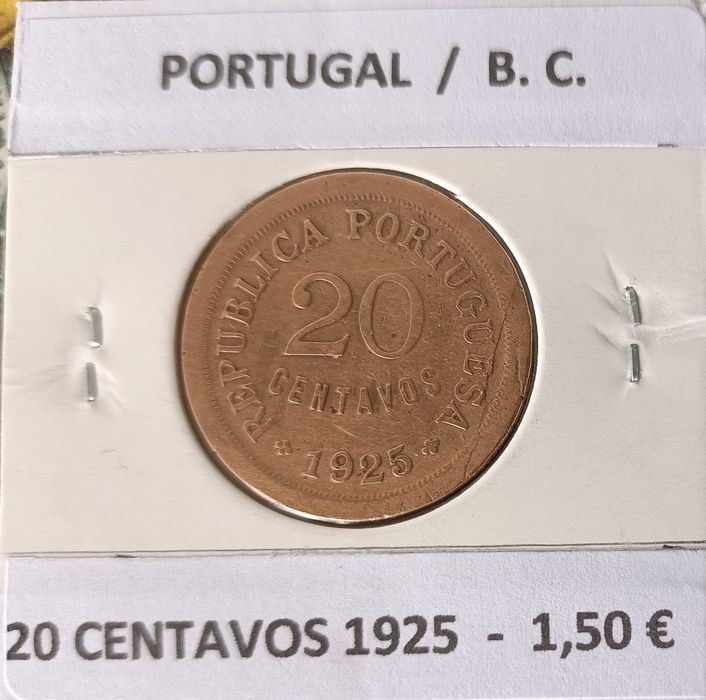 PORTUGAL / B. C.
REPUBLICA PORTUGUESA
20
CENTAVOS
1925
20 CENTAVOS 1925 - 1,50 €